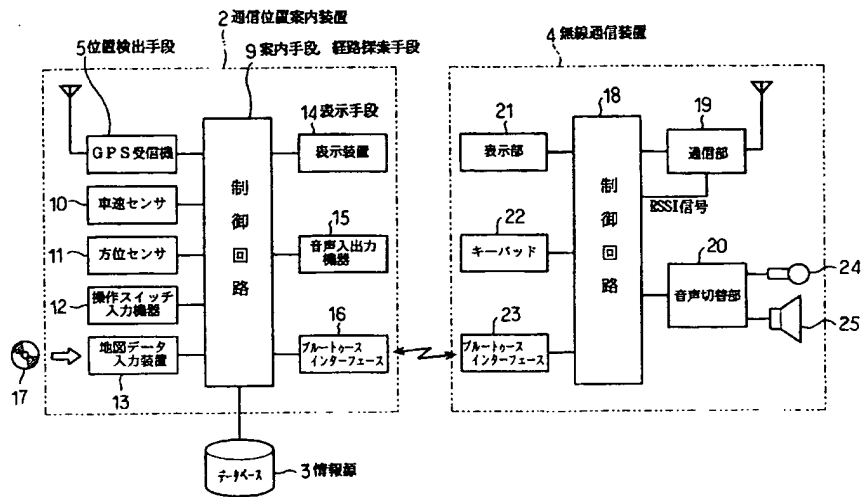 2 通信位置案内装置
5 位置検出手段
9 案内手段, 経路探索手段
GPS受信機
10
車速センサ
11
方位センサ
12
操作スイッチ
入力機器
17
地図データ
入力装置
13
制御回路
14 表示手段
表示装置
15
音声入出力
機器
16
ブルートゥース
インターフェース
データベース
3 情報源
4 無線通信装置
18
制御回路
21
表示部
22
キーパッド
23
ブルートゥース
インターフェース
19
通信部
RSSI信号
20
音声切替部
24
25